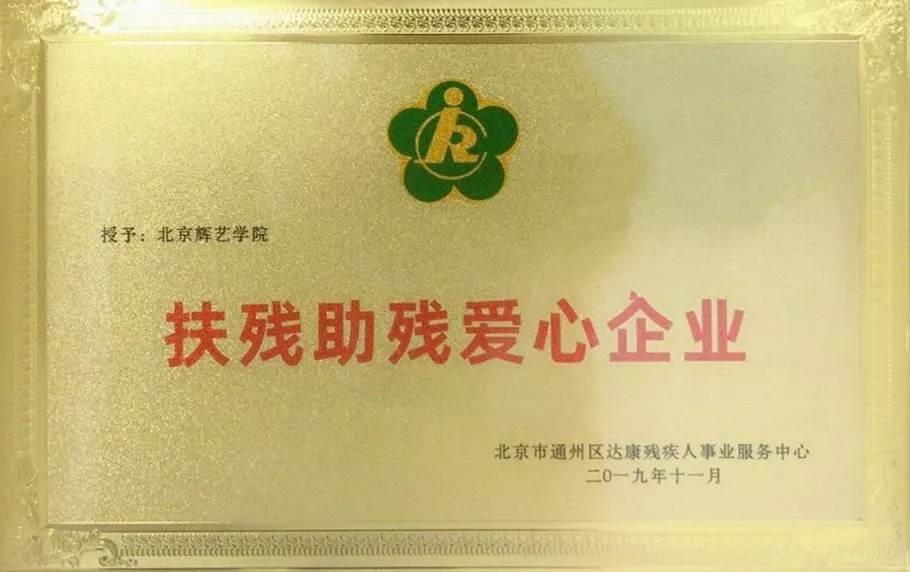 授予：北京辉艺学院
扶残助残爱心企业
北京市通州区达康残疾人事业服务中心
二〇一九年十一月